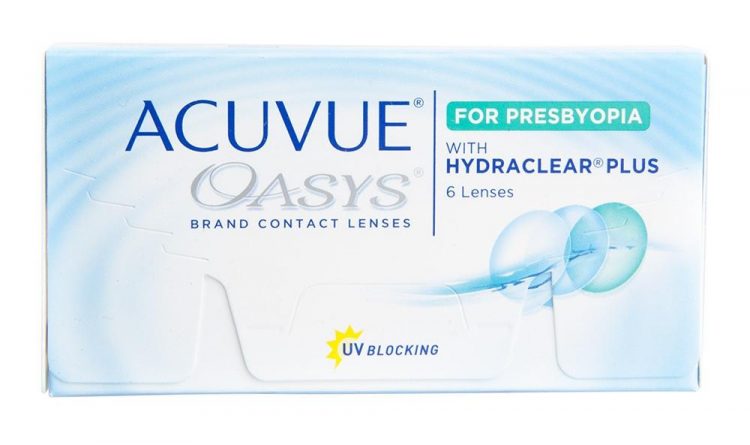 ACUVUE®
OASYS®
BRAND CONTACT LENSES
FOR PRESBYOPIA
WITH
HYDRACLEAR® PLUS
6 Lenses
UV BLOCKING